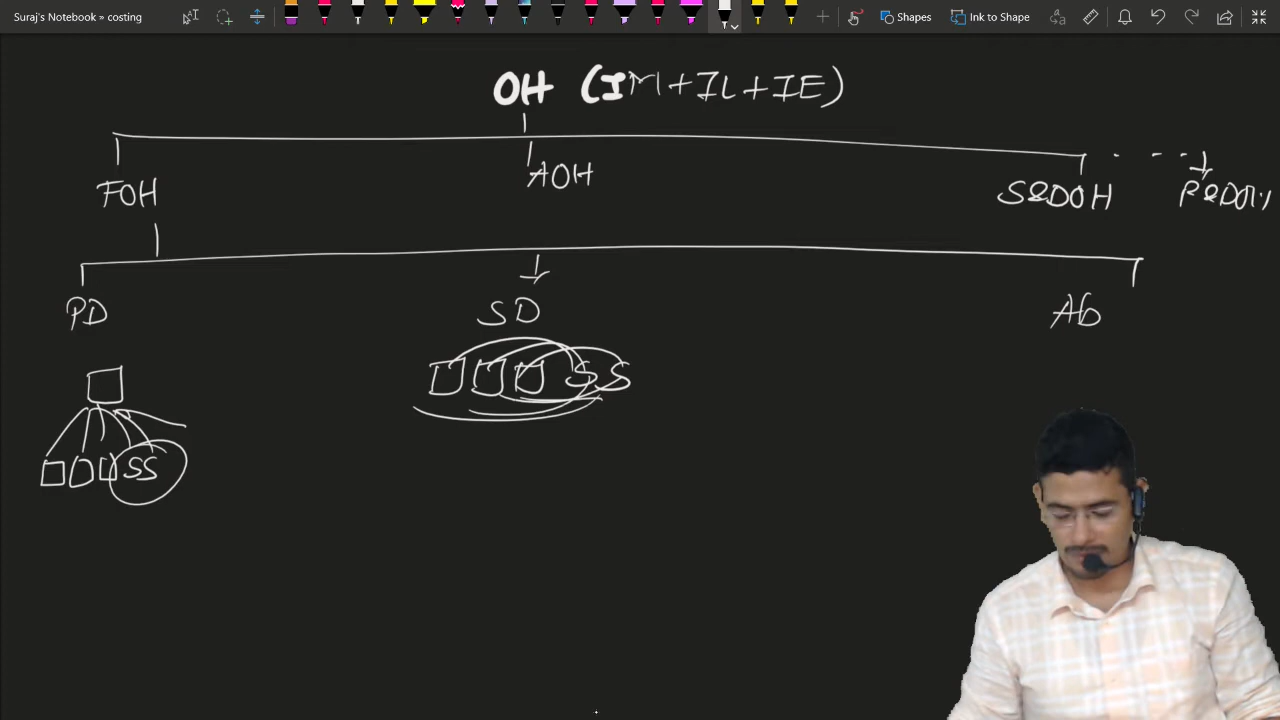 Suraj's Notebook » costing
Shapes
Ink to Shape
OH (IM+IL+IE)
FOH AOH S&DOH R&DOH
PD SD Ab
SS
SS